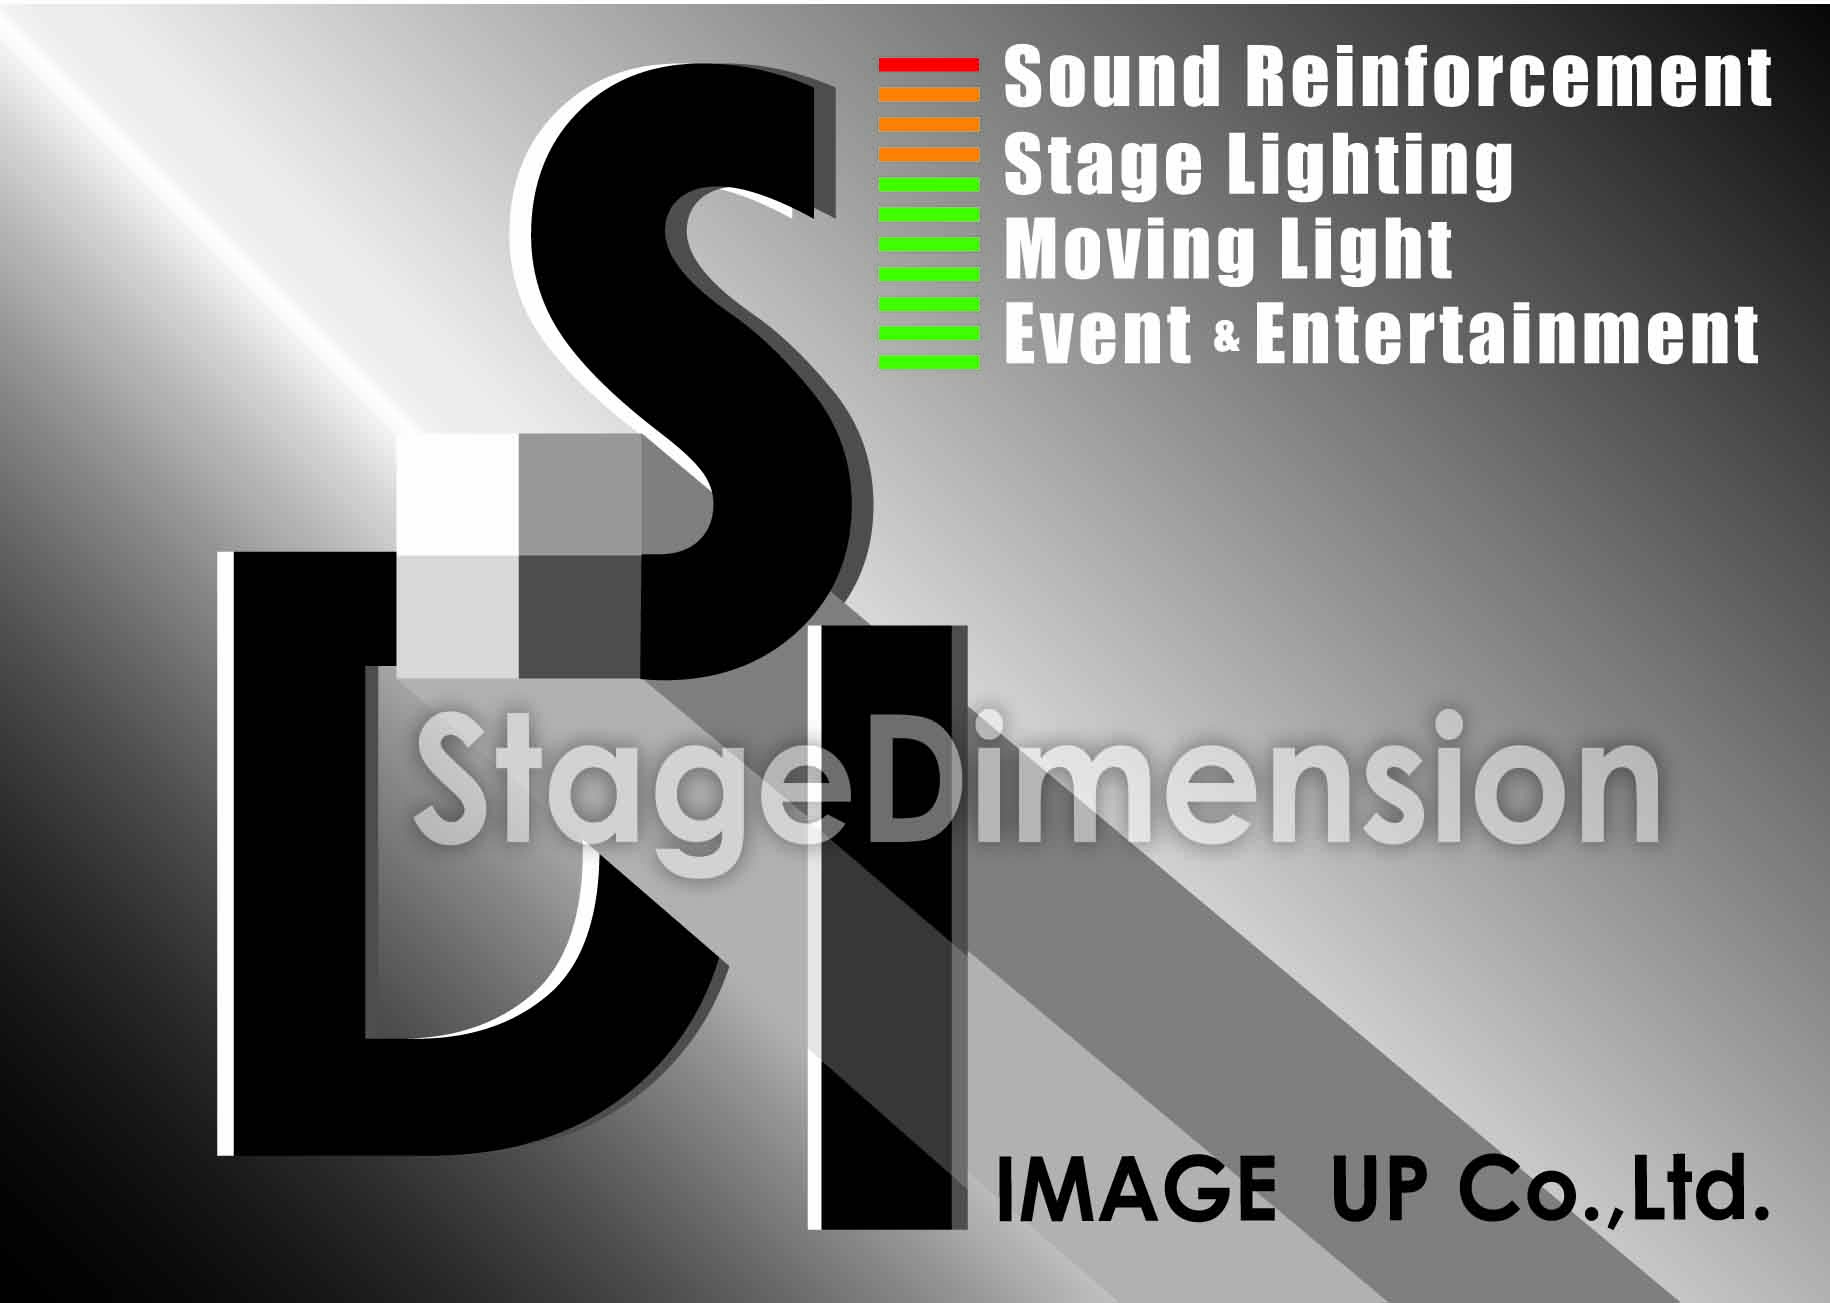 Sound Reinforcement
Stage Lighting
Moving Light
Event & Entertainment
SDI
StageDimension
IMAGE UP Co.,Ltd.